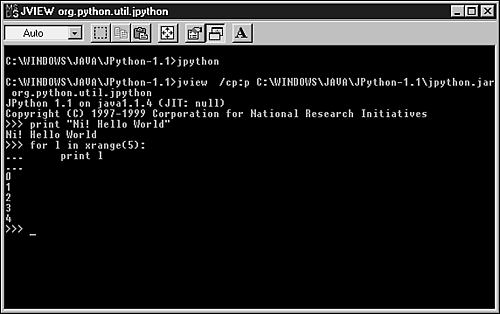 JVIEW org.python.util.jpython
Auto
A
C:\WINDOWS\JAVA\JPython-1.1>jpython
C:\WINDOWS\JAVA\JPython-1.1>jview  /cp:p C:\WINDOWS\JAVA\JPython-1.1\jpython.jar
 org.python.util.jpython
JPython 1.1 on java1.1.4 (JIT: null)
Copyright (C) 1997-1999 Corporation for National Research Initiatives
>>> print "Ni! Hello World"
Ni! Hello World
>>> for l in xrange(5):
...     print l
...
0
1
2
3
4
>>> _